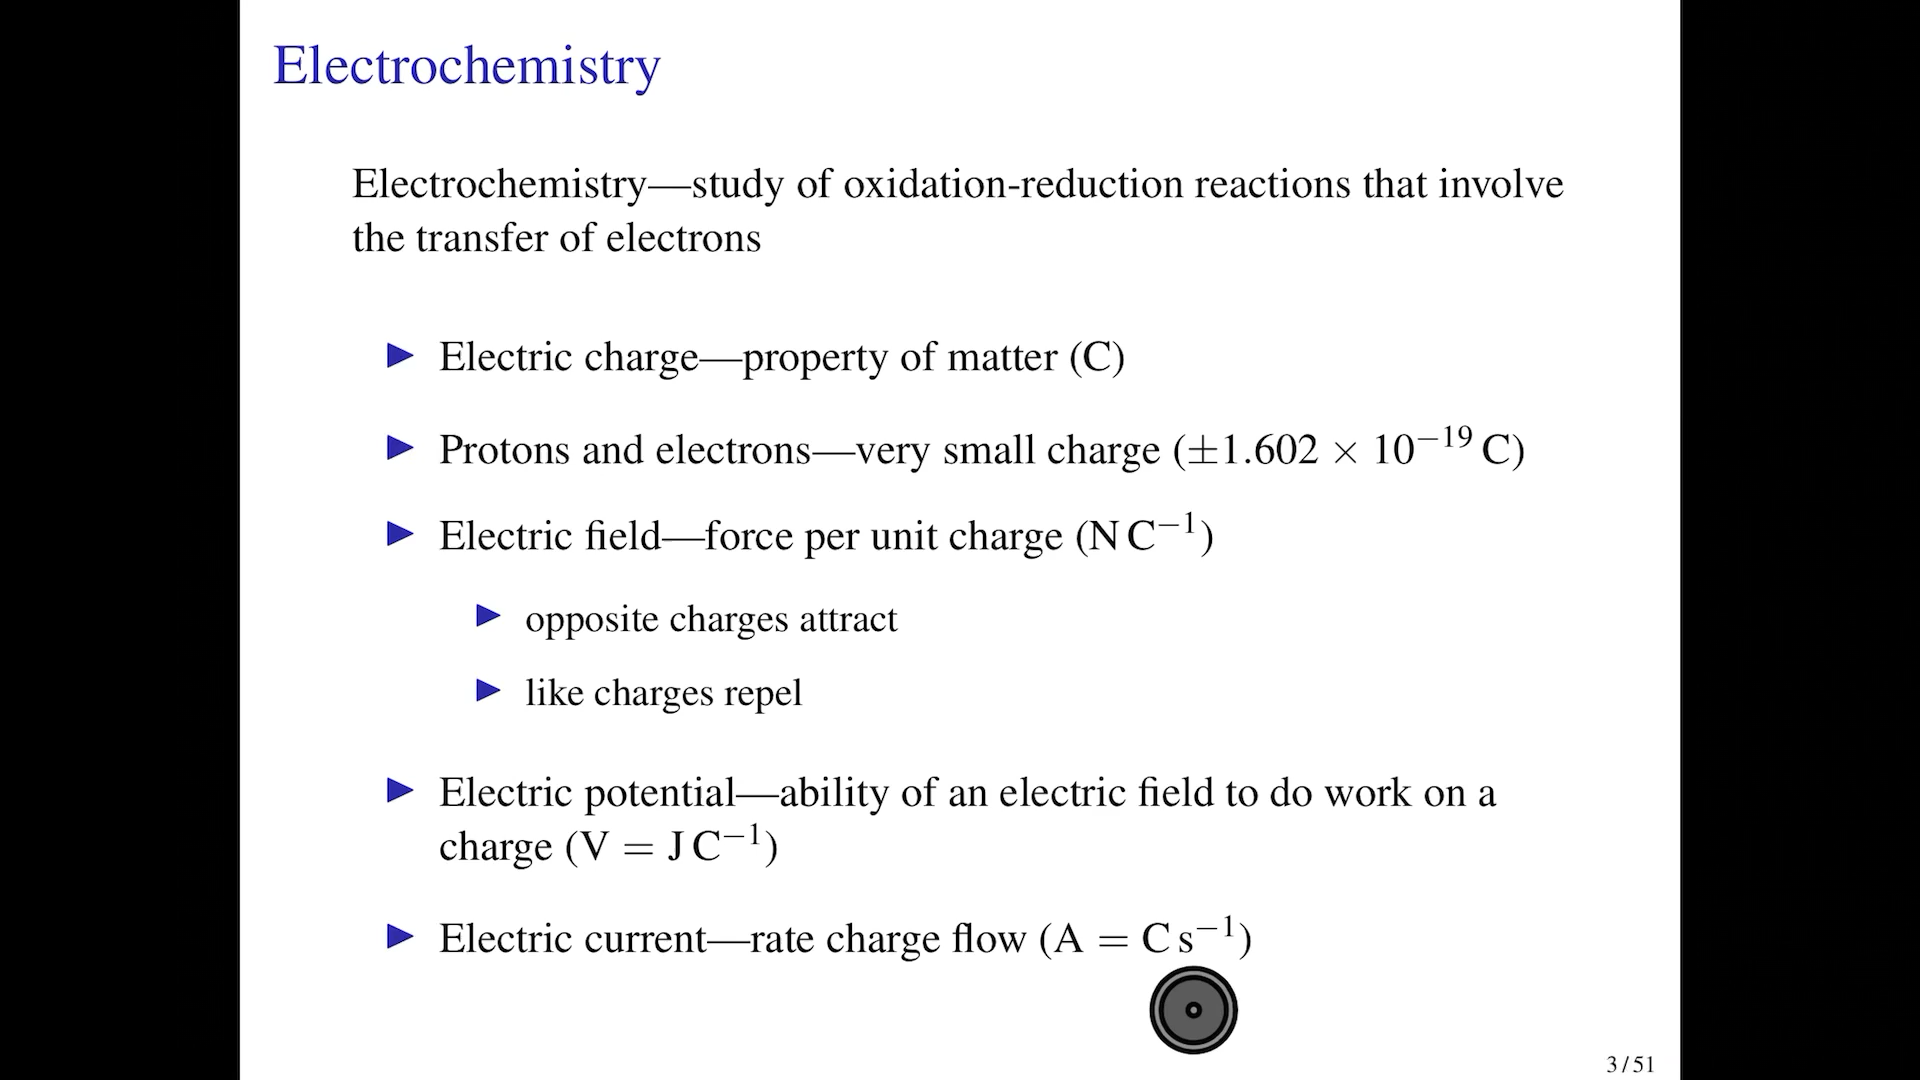 Electrochemistry
Electrochemistry—study of oxidation-reduction reactions that involve
the transfer of electrons
▶ Electric charge—property of matter (C)
▶ Protons and electrons—very small charge (±1.602 × 10⁻¹⁹ C)
▶ Electric field—force per unit charge (N C⁻¹)
▶ opposite charges attract
▶ like charges repel
▶ Electric potential—ability of an electric field to do work on a
charge (V = J C⁻¹)
▶ Electric current—rate charge flow (A = C s⁻¹)
3 / 51